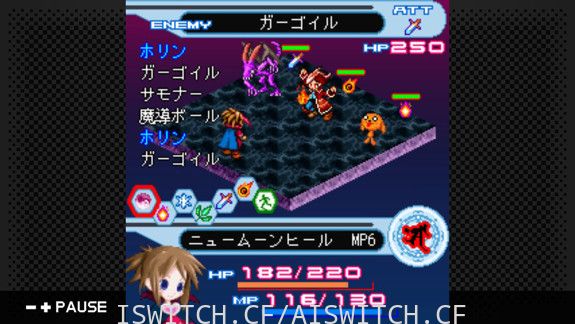 ENEMY ガーゴイル ATT
HP250
ホリン
ガーゴイル
サモナー
魔導ボール
ホリン
ガーゴイル
ニュームーンヒール MP6
HP 182/220
MP 116/130
-+PAUSE
ISWITCH.CF/AISWITCH.CF